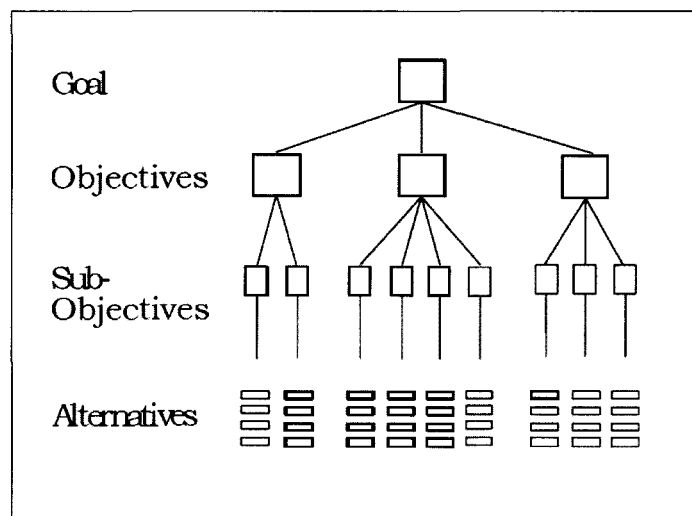 Goal
Objectives
Sub-
Objectives
Alternatives